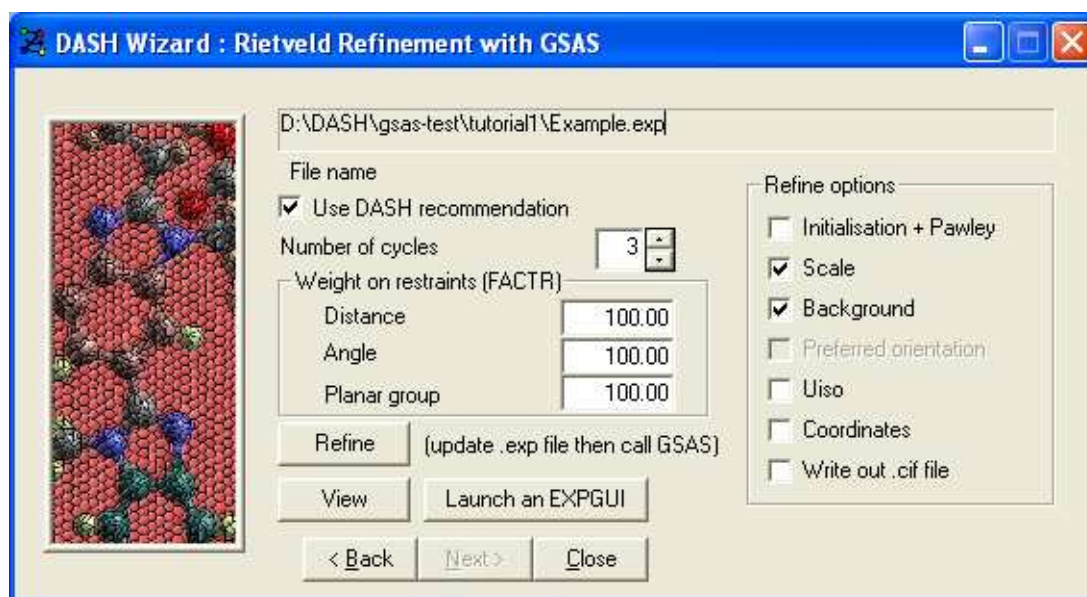 DASH Wizard : Rietveld Refinement with GSAS
D:\DASH\gsas-test\tutorial1\Example.exp
File name
Use DASH recommendation
Number of cycles 3
Weight on restraints (FACTR)
Distance 100.00
Angle 100.00
Planar group 100.00
Refine (update .exp file then call GSAS)
View Launch an EXPGUI
< Back Next > Close
Refine options
Initialisation + Pawley
Scale
Background
Preferred orientation
Uiso
Coordinates
Write out .cif file